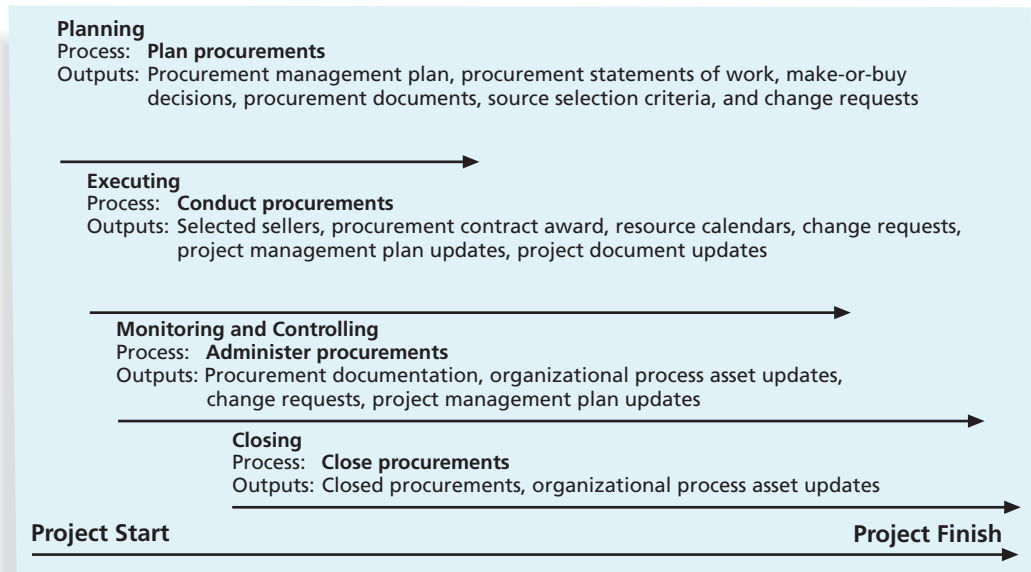 Planning
Process: Plan procurements
Outputs: Procurement management plan, procurement statements of work, make-or-buy
decisions, procurement documents, source selection criteria, and change requests
Executing
Process: Conduct procurements
Outputs: Selected sellers, procurement contract award, resource calendars, change requests,
project management plan updates, project document updates
Monitoring and Controlling
Process: Administer procurements
Outputs: Procurement documentation, organizational process asset updates,
change requests, project management plan updates
Closing
Process: Close procurements
Outputs: Closed procurements, organizational process asset updates
Project Start Project Finish